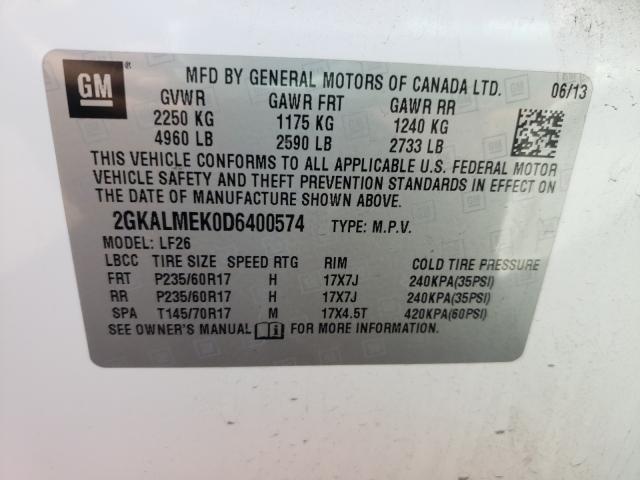 GM
MFD BY GENERAL MOTORS OF CANADA LTD. 06/13
GVWR GAWR FRT GAWR RR
2250 KG 1175 KG 1240 KG
4960 LB 2590 LB 2733 LB
THIS VEHICLE CONFORMS TO ALL APPLICABLE U.S. FEDERAL MOTOR
VEHICLE SAFETY AND THEFT PREVENTION STANDARDS IN EFFECT ON
THE DATE OF MANUFACTURE SHOWN ABOVE.
2GKALMEK0D6400574 TYPE: M.P.V.
MODEL: LF26
LBCC TIRE SIZE SPEED RTG RIM COLD TIRE PRESSURE
FRT P235/60R17 H 17X7J 240KPA(35PSI)
RR P235/60R17 H 17X7J 240KPA(35PSI)
SPA T145/70R17 M 17X4.5T 420KPA(60PSI)
SEE OWNER'S MANUAL FOR MORE INFORMATION.